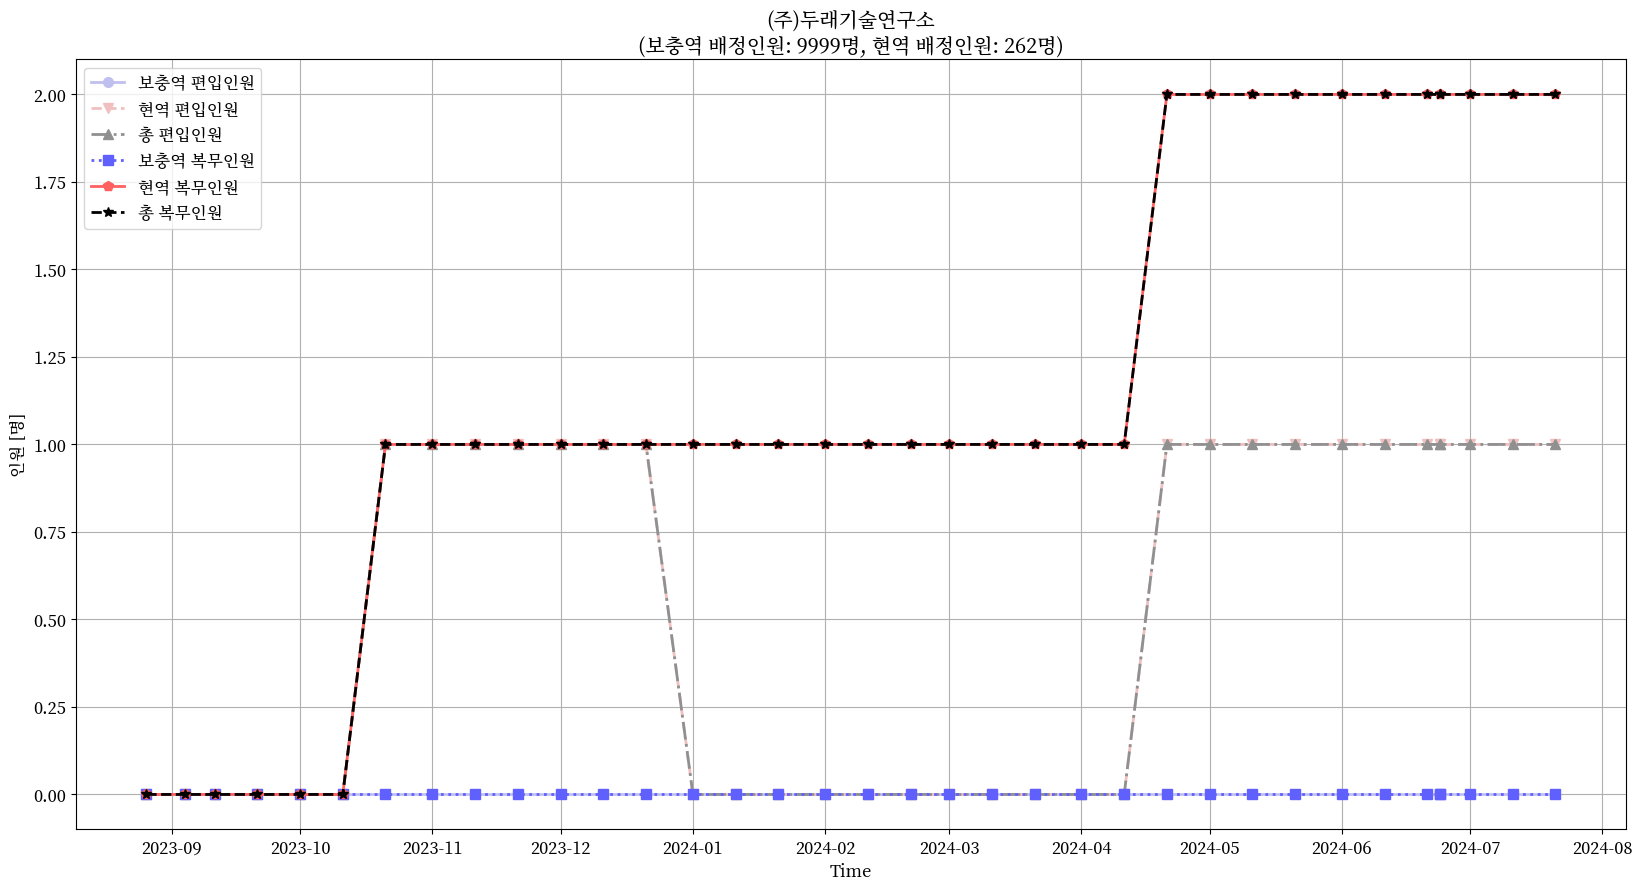 (주)두래기술연구소
(보충역 배정인원: 9999명, 현역 배정인원: 262명)
보충역 편입인원
현역 편입인원
총 편입인원
보충역 복무인원
현역 복무인원
총 복무인원
인원 [명]
2.00
1.75
1.50
1.25
1.00
0.75
0.50
0.25
0.00
2023-09 2023-10 2023-11 2023-12 2024-01 2024-02 2024-03 2024-04 2024-05 2024-06 2024-07 2024-08
Time